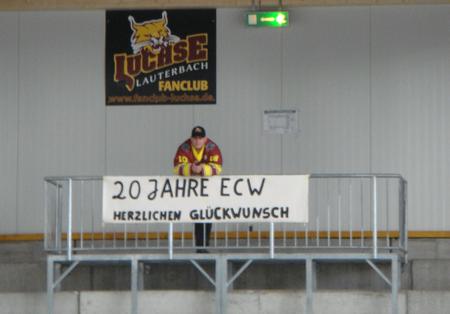 LUCHSE
LAUTERBACH
FANCLUB
www.fanclub-luchse.de
20 JAHRE ECW
HERZLICHEN GLÜCKWUNSCH